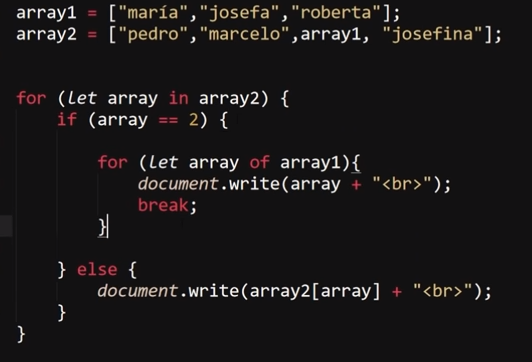 array1 = ["maría","josefa","roberta"];
array2 = ["pedro","marcelo",array1, "josefina"];
for (let array in array2) {
if (array == 2) {
for (let array of array1){
document.write(array + "<br>");
break;
}
} else {
document.write(array2[array] + "<br>");
}
}